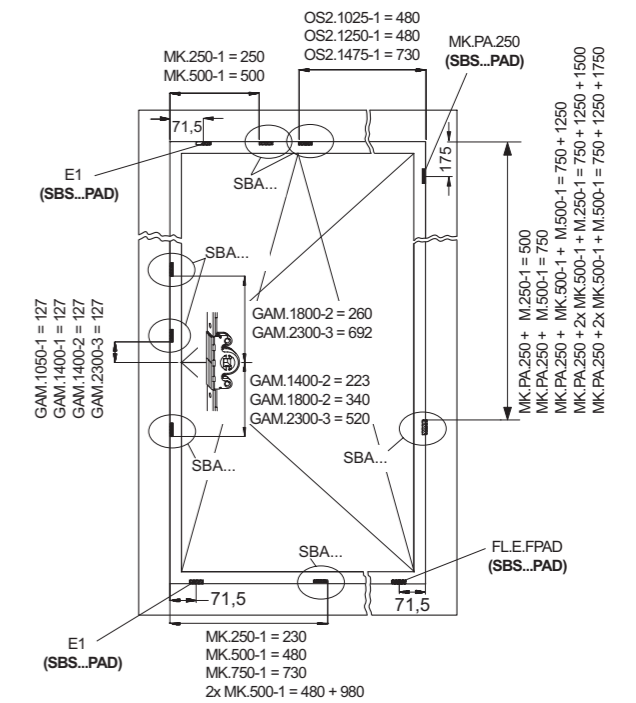 OS2.1025-1 = 480
OS2.1250-1 = 480
OS2.1475-1 = 730
MK.250-1 = 250
MK.500-1 = 500
MK.PA.250
(SBS...PAD)
71,5
175
E1
(SBS...PAD)
SBA...
SBA...
GAM.1050-1 = 127
GAM.1400-1 = 127
GAM.1400-2 = 127
GAM.2300-3 = 127
GAM.1800-2 = 260
GAM.2300-3 = 692
GAM.1400-2 = 223
GAM.1800-2 = 340
GAM.2300-3 = 520
MK.PA.250 + M.250-1 = 500
MK.PA.250 + M.500-1 = 750
MK.PA.250 + MK.500-1 + M.500-1 = 750 + 1250
MK.PA.250 + 2x MK.500-1 + M.250-1 = 750 + 1250 + 1500
MK.PA.250 + 2x MK.500-1 + M.500-1 = 750 + 1250 + 1750
SBA...
SBA...
SBA...
FL.E.FPAD
(SBS...PAD)
71,5
71,5
E1
(SBS...PAD)
MK.250-1 = 230
MK.500-1 = 480
MK.750-1 = 730
2x MK.500-1 = 480 + 980